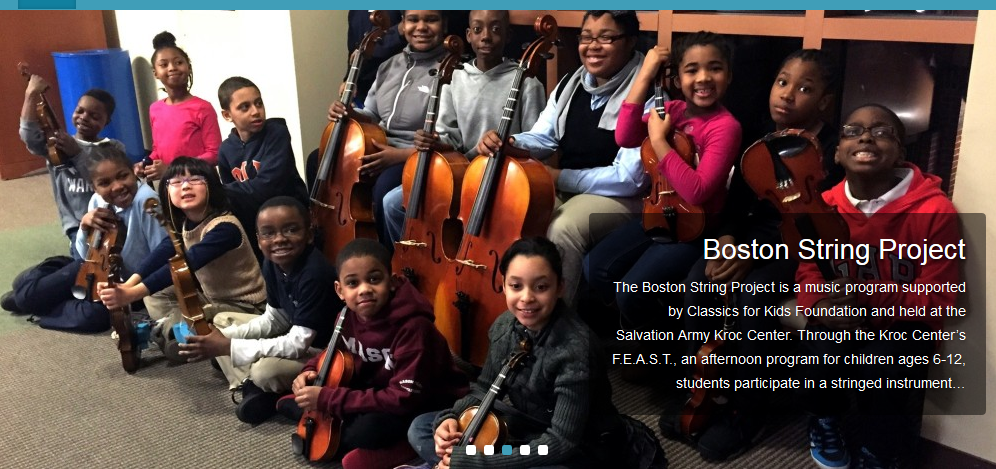 Boston String Project
The Boston String Project is a music program supported
by Classics for Kids Foundation and held at the
Salvation Army Kroc Center. Through the Kroc Center's
F.E.A.S.T., an afternoon program for children ages 6-12,
students participate in a stringed instrument...